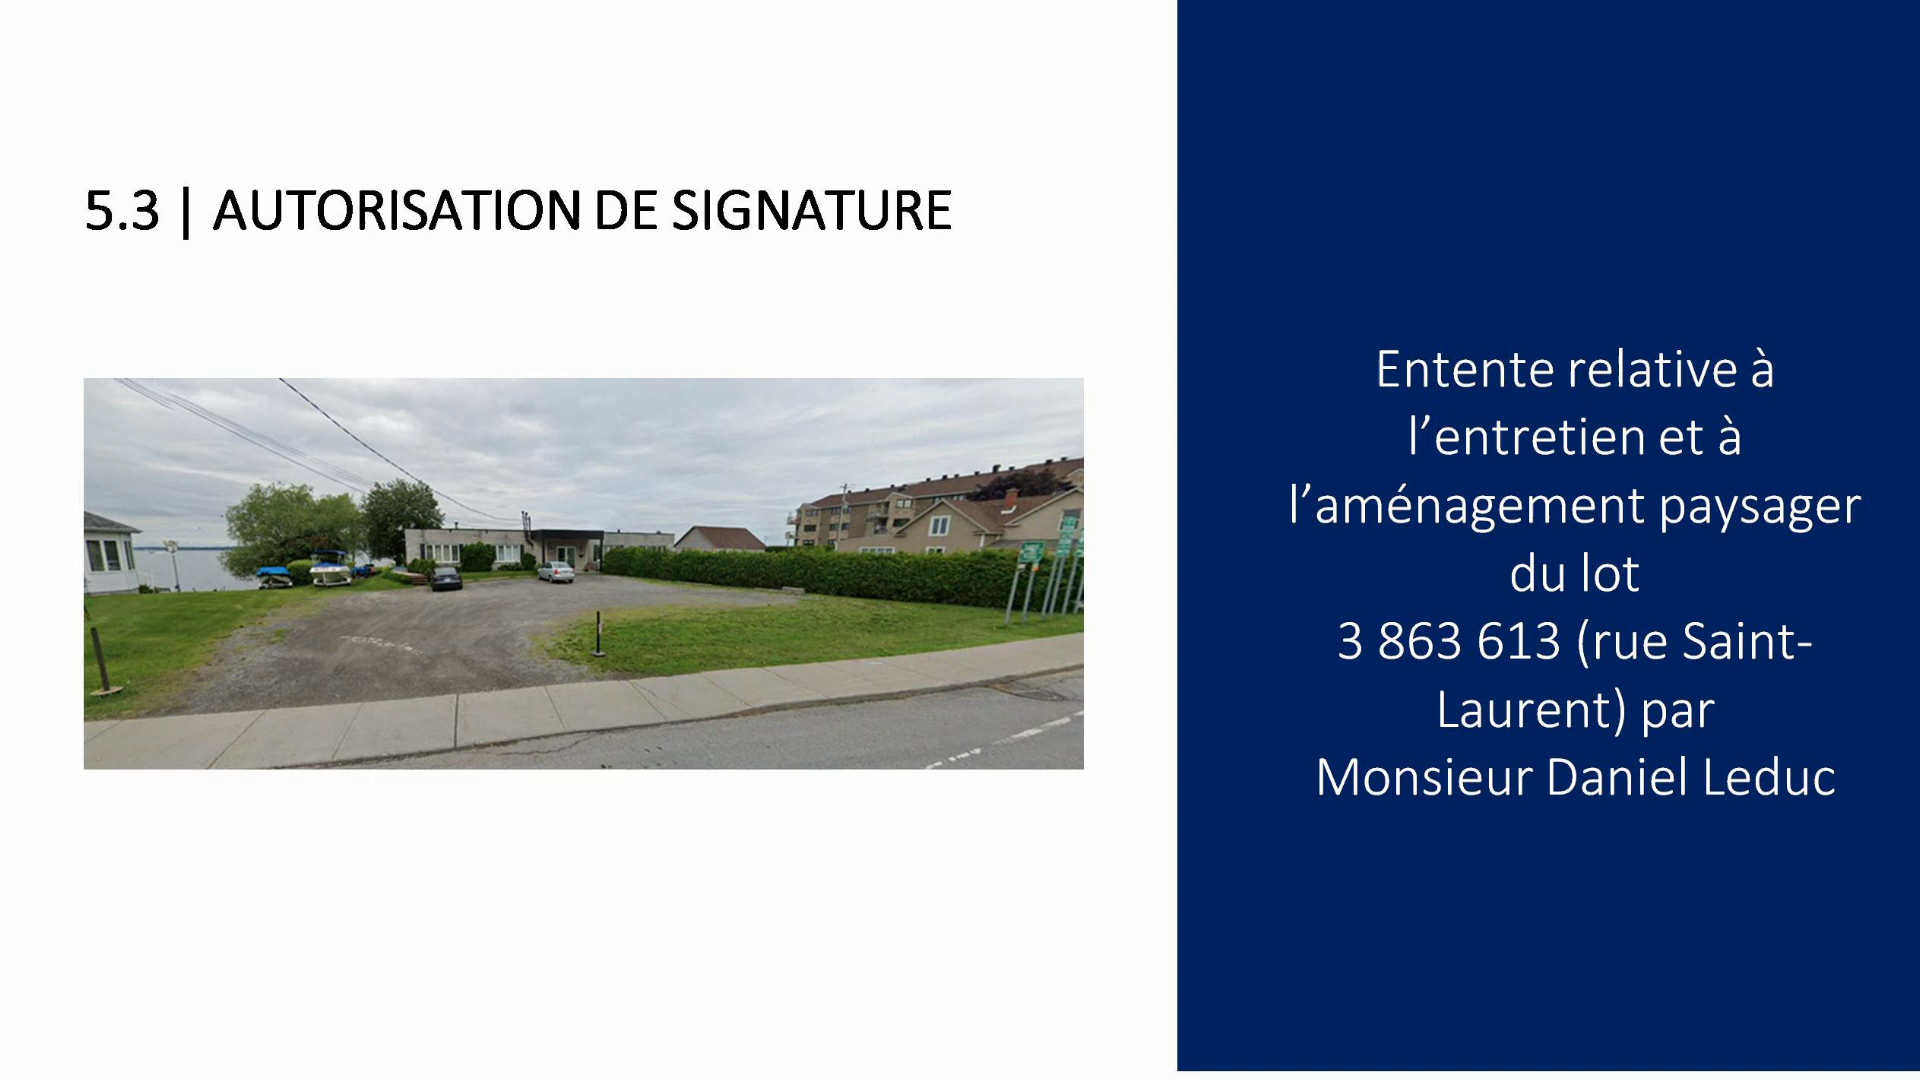 5.3 | AUTORISATION DE SIGNATURE
Entente relative à
l’entretien et à
l’aménagement paysager
du lot
3 863 613 (rue Saint-
Laurent) par
Monsieur Daniel Leduc